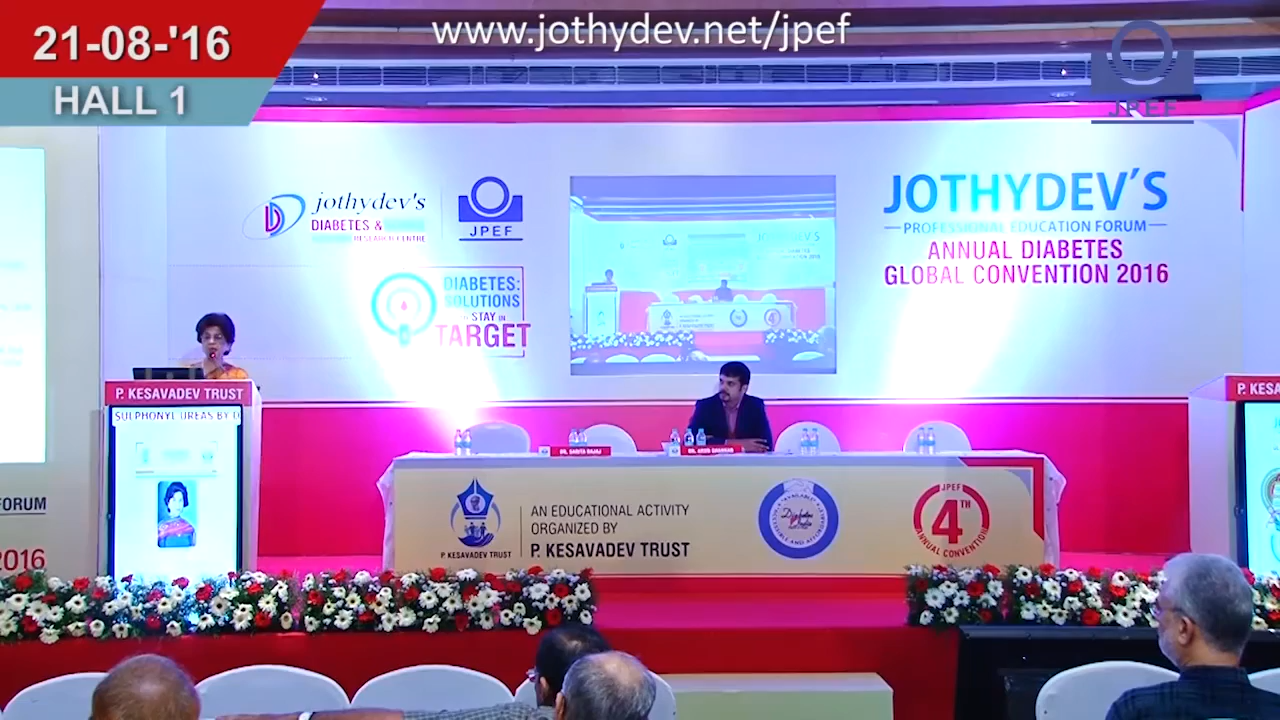 21-08-'16
HALL 1
www.jothydev.net/jpef
JPEF
jothydev's
DIABETES &
RESEARCH CENTRE
JPEF
DIABETES:
SOLUTIONS
STAY IN
TARGET
JOTHYDEV'S
PROFESSIONAL EDUCATION FORUM
ANNUAL DIABETES
GLOBAL CONVENTION 2016
P. KESAVADEV TRUST
SULPHONYLUREAS BY D
FORUM
2016
P. KESA
AN EDUCATIONAL ACTIVITY
ORGANIZED BY
P. KESAVADEV TRUST
P. KESAVADEV TRUST
JPEF
4TH
ANNUAL CONVENTION